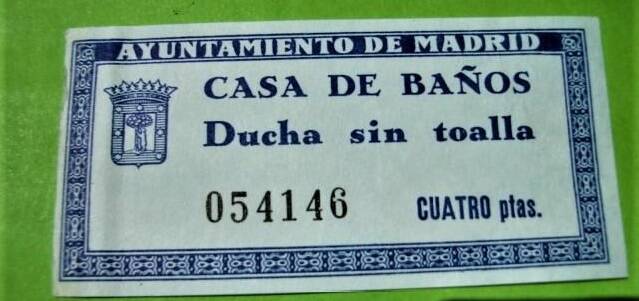 AYUNTAMIENTO DE MADRID
CASA DE BAÑOS
Ducha sin toalla
054146 CUATRO ptas.